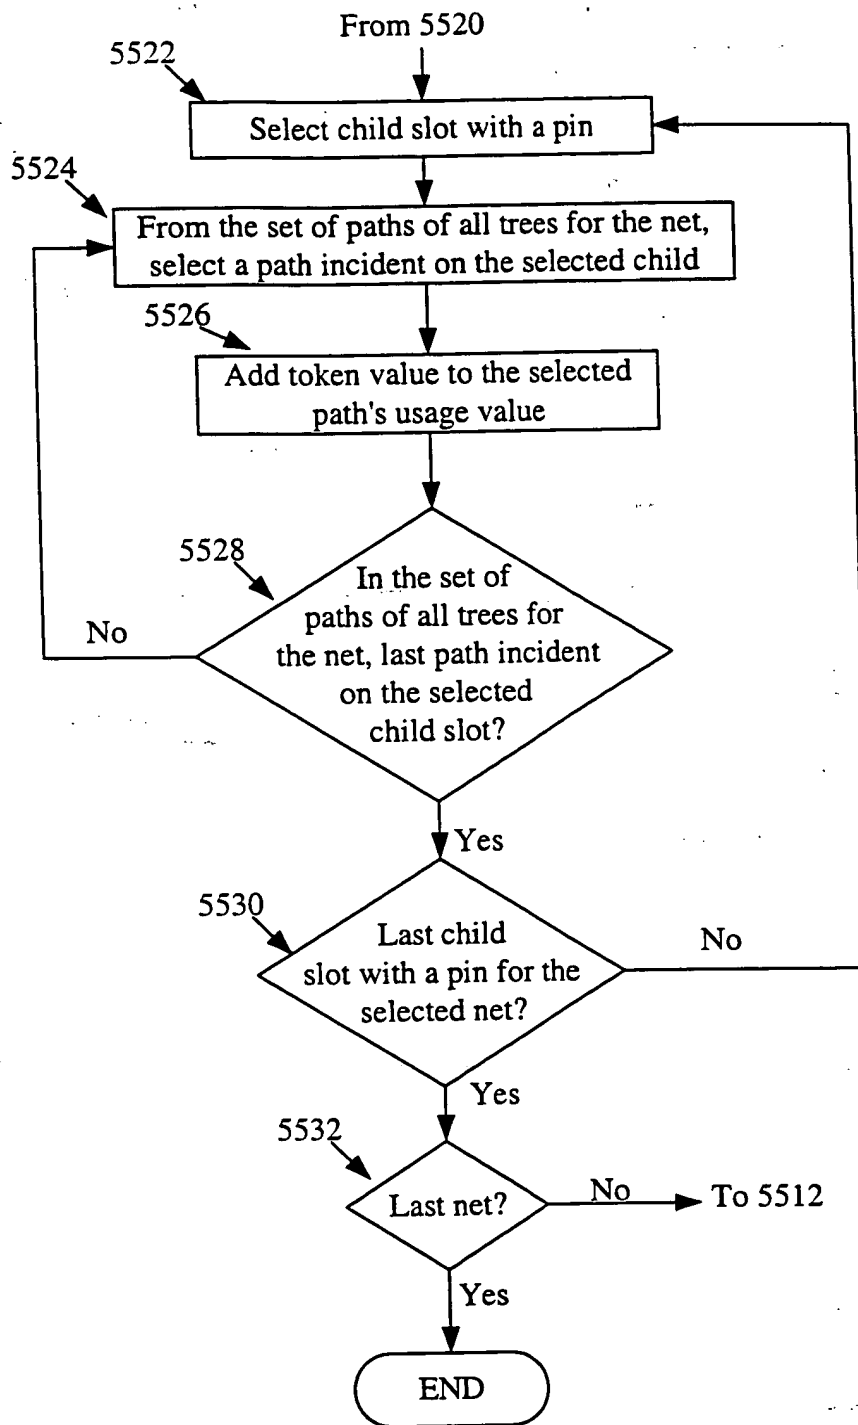 From 5520
5522
Select child slot with a pin
5524
From the set of paths of all trees for the net,
select a path incident on the selected child
5526
Add token value to the selected
path's usage value
5528
In the set of
paths of all trees for
the net, last path incident
on the selected
child slot?
No
Yes
5530
Last child
slot with a pin for the
selected net?
No
Yes
5532
Last net?
No
To 5512
Yes
END